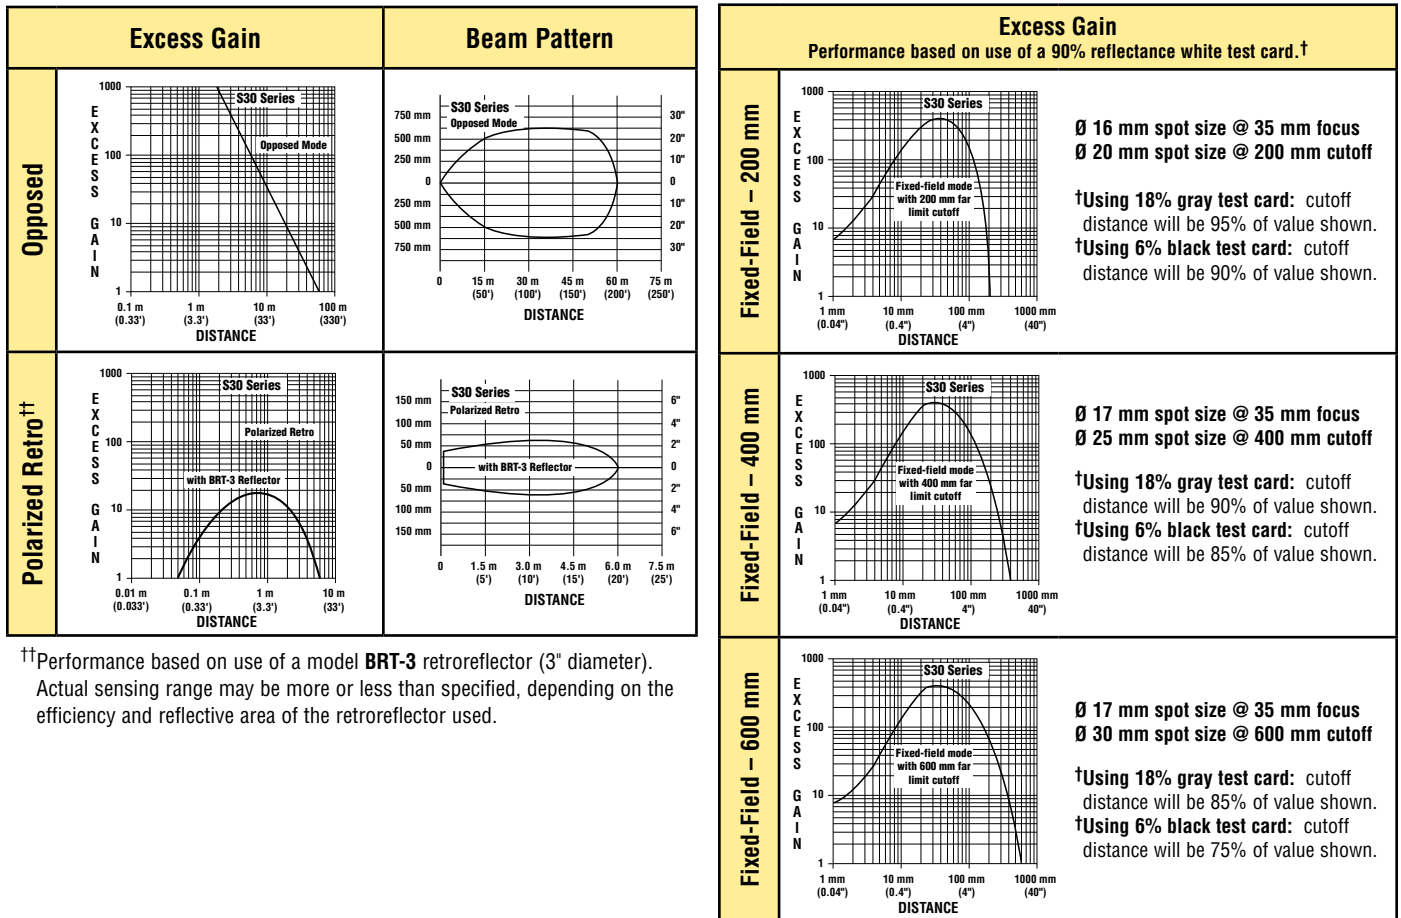 Excess Gain
Beam Pattern
Opposed
EXCESS GAIN
1000
100
10
1
S30 Series
Opposed Mode
0.1 m
(0.33')
1 m
(3.3')
10 m
(33')
100 m
(330')
DISTANCE
S30 Series
Opposed Mode
750 mm
500 mm
250 mm
0
250 mm
500 mm
750 mm
30"
20"
10"
0
10"
20"
30"
0
15 m
(50')
30 m
(100')
45 m
(150')
60 m
(200')
75 m
(250')
DISTANCE
Polarized Retro††
EXCESS GAIN
1000
100
10
1
S30 Series
Polarized Retro
with BRT-3 Reflector
0.01 m
(0.033')
0.1 m
(0.33')
1 m
(3.3')
10 m
(33')
DISTANCE
S30 Series
Polarized Retro
with BRT-3 Reflector
150 mm
100 mm
50 mm
0
50 mm
100 mm
150 mm
6"
4"
2"
0
2"
4"
6"
0
1.5 m
(5')
3.0 m
(10')
4.5 m
(15')
6.0 m
(20')
7.5 m
(25')
DISTANCE
††Performance based on use of a model BRT-3 retroreflector (3" diameter).
Actual sensing range may be more or less than specified, depending on the
efficiency and reflective area of the retroreflector used.
Excess Gain
Performance based on use of a 90% reflectance white test card.†
Fixed-Field – 200 mm
EXCESS GAIN
1000
100
10
1
S30 Series
Fixed-field mode
with 200 mm far
limit cutoff
1 mm
(0.04")
10 mm
(0.4")
100 mm
(4")
1000 mm
(40")
DISTANCE
Ø 16 mm spot size @ 35 mm focus
Ø 20 mm spot size @ 200 mm cutoff
†Using 18% gray test card: cutoff
distance will be 95% of value shown.
†Using 6% black test card: cutoff
distance will be 90% of value shown.
Fixed-Field – 400 mm
EXCESS GAIN
1000
100
10
1
S30 Series
Fixed-field mode
with 400 mm far
limit cutoff
1 mm
(0.04")
10 mm
(0.4")
100 mm
4")
1000 mm
40")
DISTANCE
Ø 17 mm spot size @ 35 mm focus
Ø 25 mm spot size @ 400 mm cutoff
†Using 18% gray test card: cutoff
distance will be 90% of value shown.
†Using 6% black test card: cutoff
distance will be 85% of value shown.
Fixed-Field – 600 mm
EXCESS GAIN
1000
100
10
1
S30 Series
Fixed-field mode
with 600 mm far
limit cutoff
1 mm
(0.04")
10 mm
(0.4")
100 mm
(4")
1000 mm
(40")
DISTANCE
Ø 17 mm spot size @ 35 mm focus
Ø 30 mm spot size @ 600 mm cutoff
†Using 18% gray test card: cutoff
distance will be 85% of value shown.
†Using 6% black test card: cutoff
distance will be 75% of value shown.